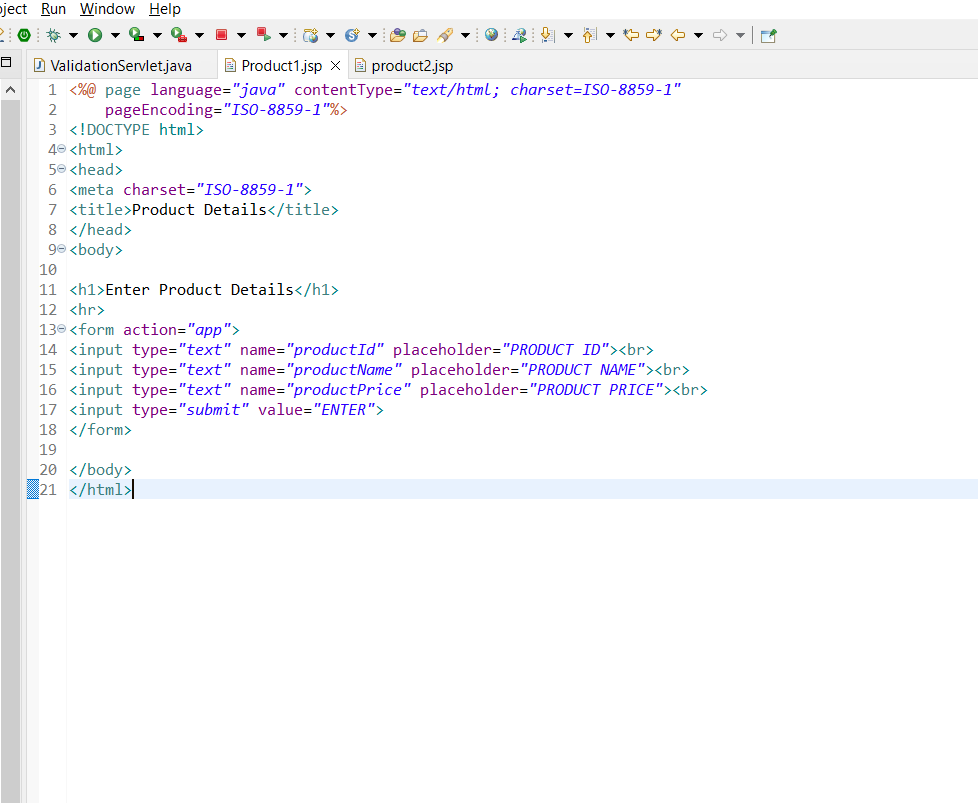 ject Run Window Help
ValidationServlet.java Product1.jsp product2.jsp
1 <%@ page language="java" contentType="text/html; charset=ISO-8859-1"
2     pageEncoding="ISO-8859-1"%>
3 <!DOCTYPE html>
4 <html>
5 <head>
6 <meta charset="ISO-8859-1">
7 <title>Product Details</title>
8 </head>
9 <body>
10
11 <h1>Enter Product Details</h1>
12 <hr>
13 <form action="app">
14 <input type="text" name="productId" placeholder="PRODUCT ID"><br>
15 <input type="text" name="productName" placeholder="PRODUCT NAME"><br>
16 <input type="text" name="productPrice" placeholder="PRODUCT PRICE"><br>
17 <input type="submit" value="ENTER">
18 </form>
19
20 </body>
21 </html>